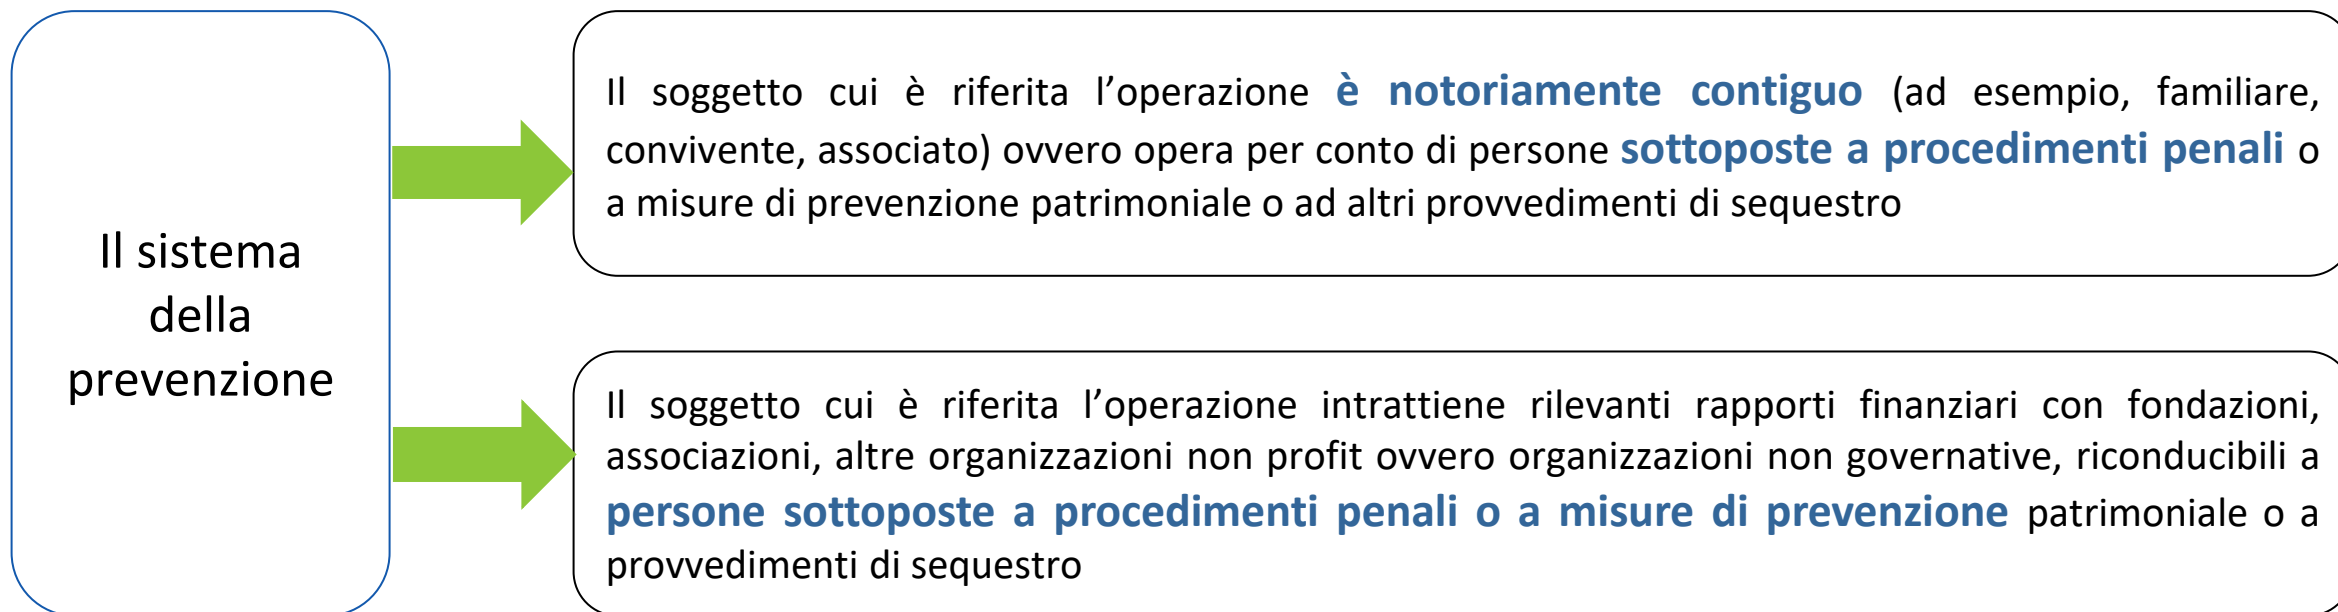 Il sistema
della
prevenzione
Il soggetto cui è riferita l’operazione è notoriamente contiguo (ad esempio, familiare,
convivente, associato) ovvero opera per conto di persone sottoposte a procedimenti penali o
a misure di prevenzione patrimoniale o ad altri provvedimenti di sequestro
Il soggetto cui è riferita l’operazione intrattiene rilevanti rapporti finanziari con fondazioni,
associazioni, altre organizzazioni non profit ovvero organizzazioni non governative, riconducibili a
persone sottoposte a procedimenti penali o a misure di prevenzione patrimoniale o a
provvedimenti di sequestro